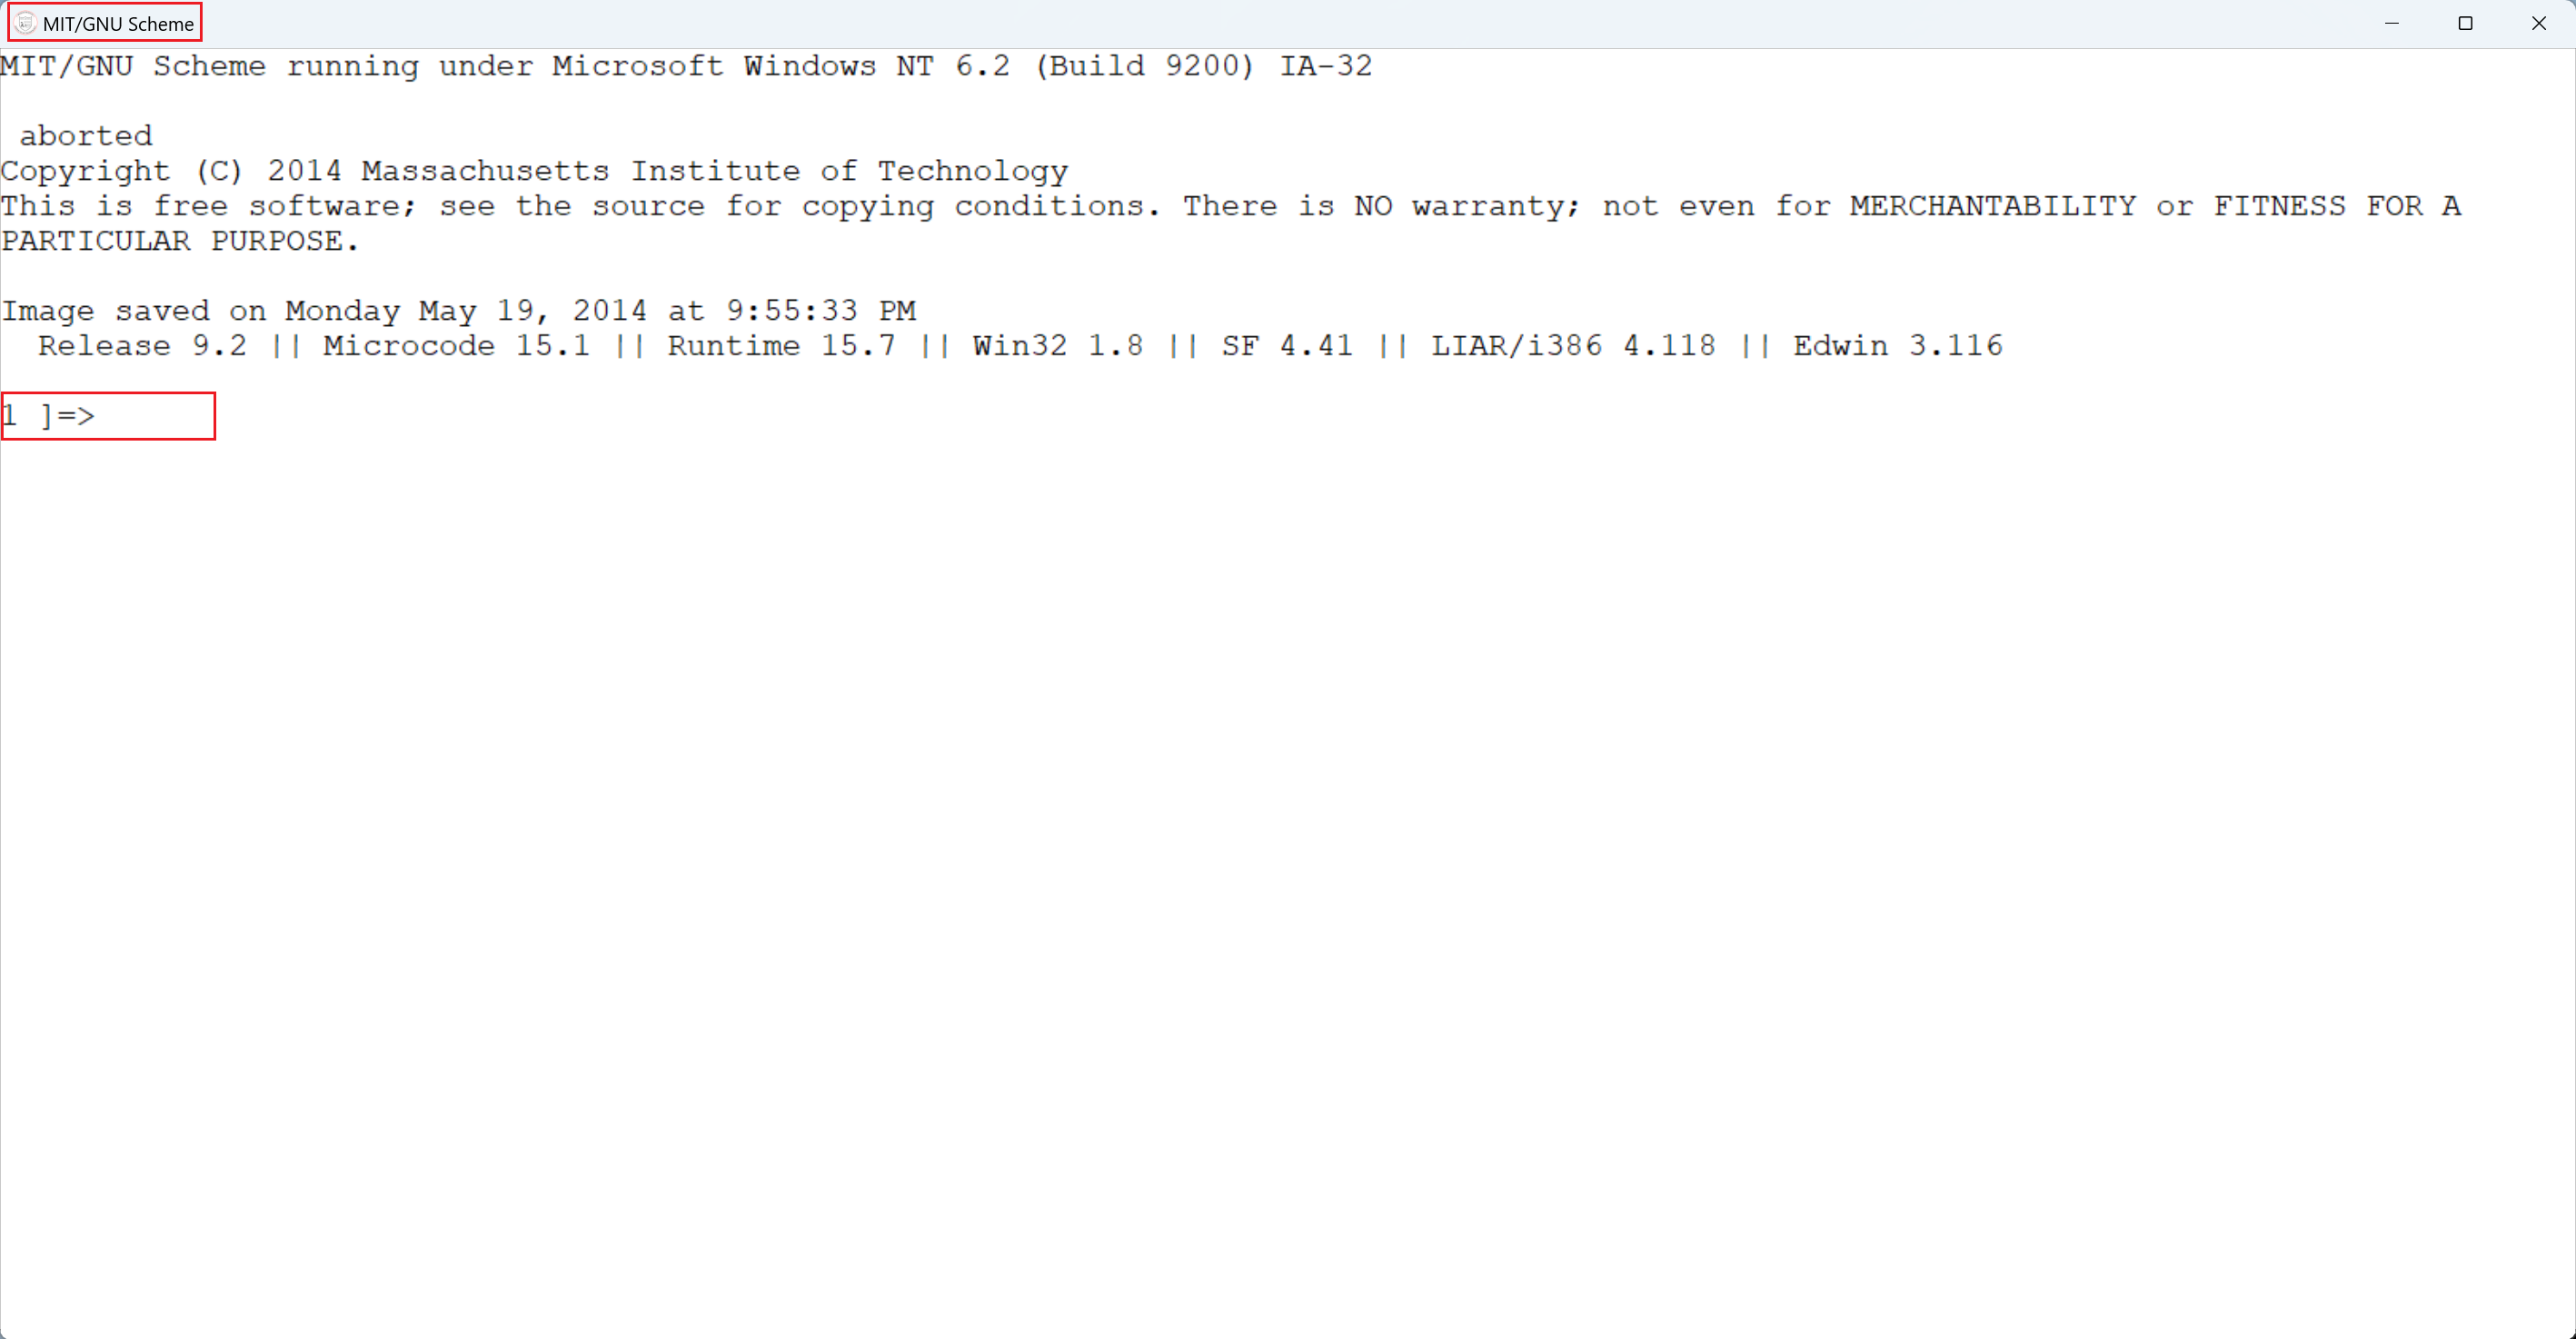 MIT/GNU Scheme
MIT/GNU Scheme running under Microsoft Windows NT 6.2 (Build 9200) IA-32
aborted
Copyright (C) 2014 Massachusetts Institute of Technology
This is free software; see the source for copying conditions. There is NO warranty; not even for MERCHANTABILITY or FITNESS FOR A
PARTICULAR PURPOSE.
Image saved on Monday May 19, 2014 at 9:55:33 PM
Release 9.2 || Microcode 15.1 || Runtime 15.7 || Win32 1.8 || SF 4.41 || LIAR/i386 4.118 || Edwin 3.116
1 ]=>